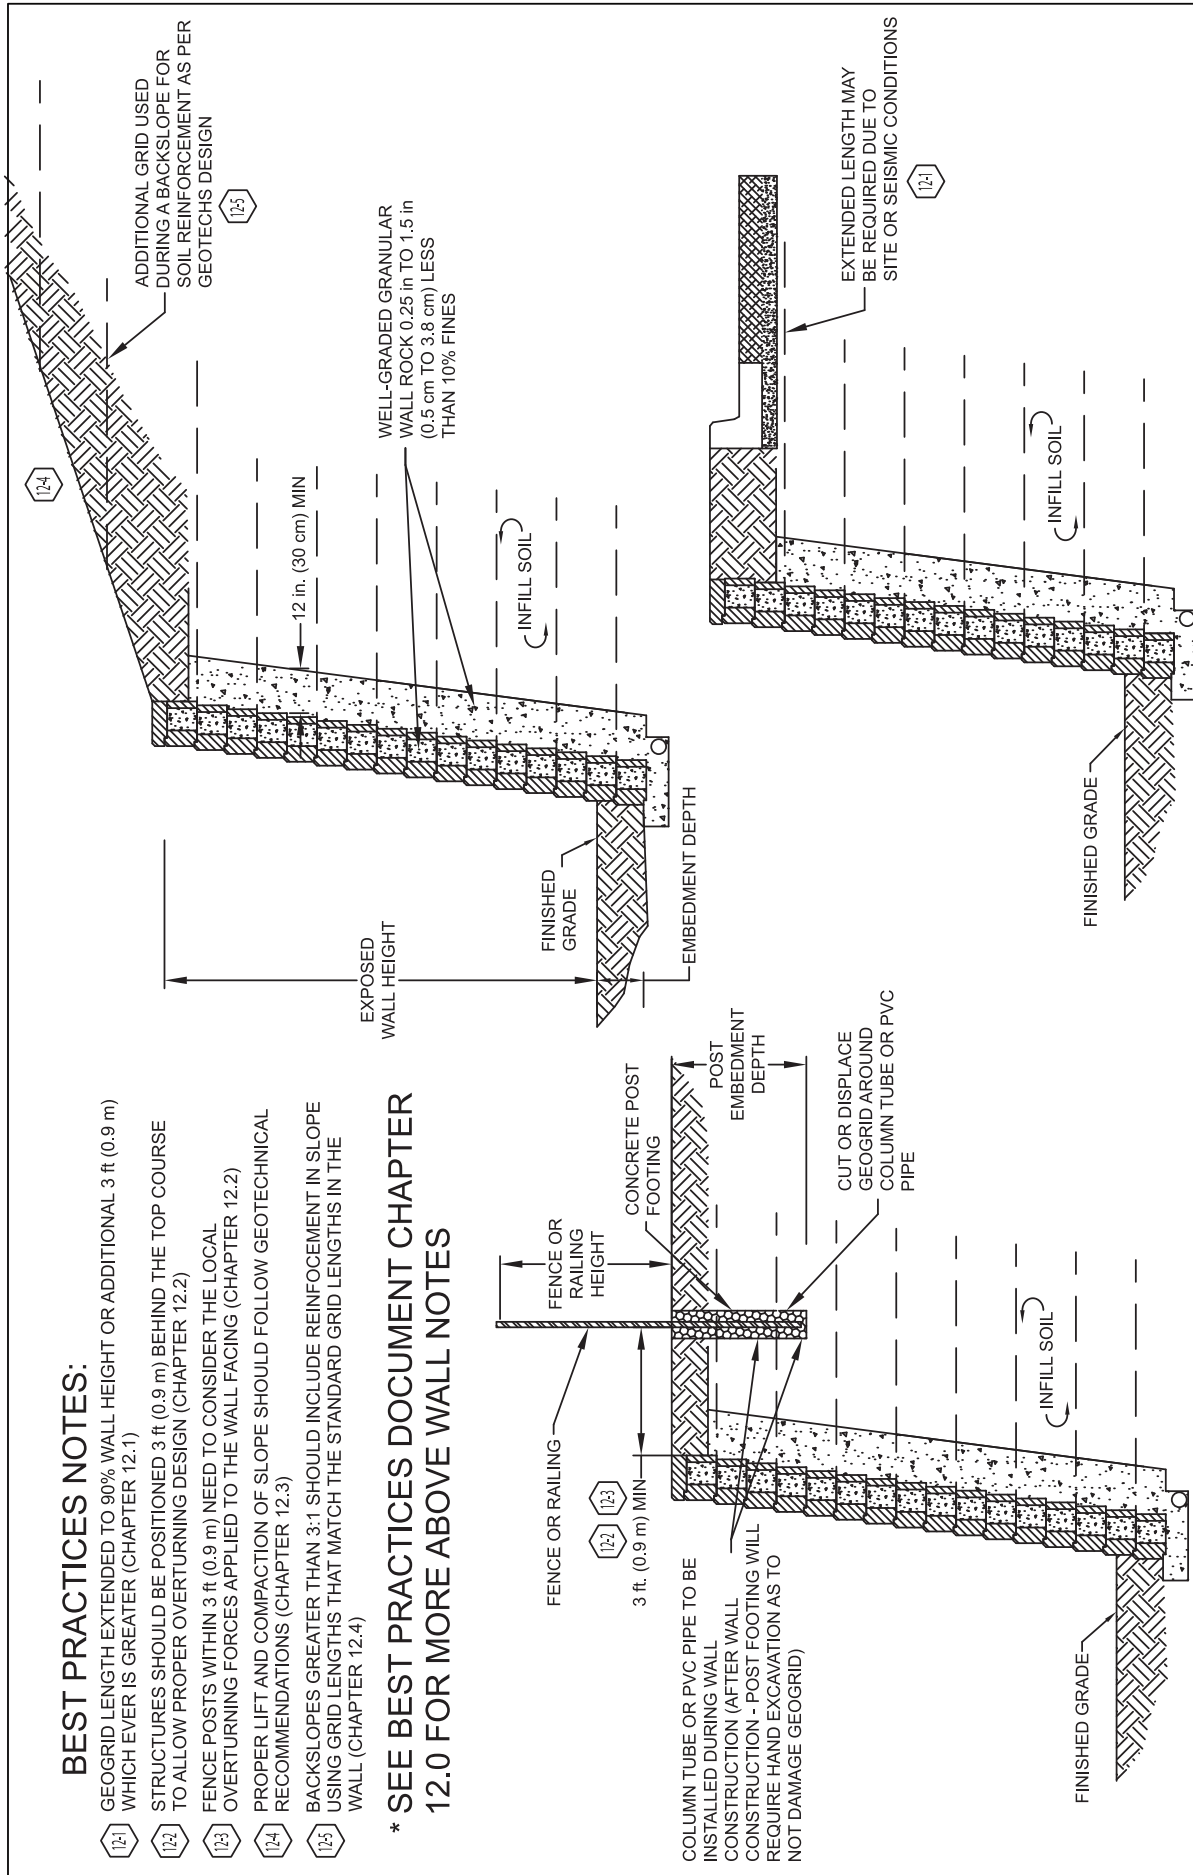 BEST PRACTICES NOTES:
12-1
GEOGRID LENGTH EXTENDED TO 90% WALL HEIGHT OR ADDITIONAL 3 ft (0.9 m)
WHICH EVER IS GREATER (CHAPTER 12.1)
12-2
STRUCTURES SHOULD BE POSITIONED 3 ft (0.9 m) BEHIND THE TOP COURSE
TO ALLOW PROPER OVERTURNING DESIGN (CHAPTER 12.2)
12-3
FENCE POSTS WITHIN 3 ft (0.9 m) NEED TO CONSIDER THE LOCAL
OVERTURNING FORCES APPLIED TO THE WALL FACING (CHAPTER 12.2)
12-4
PROPER LIFT AND COMPACTION OF SLOPE SHOULD FOLLOW GEOTECHNICAL
RECOMMENDATIONS (CHAPTER 12.3)
12-5
BACKSLOPES GREATER THAN 3:1 SHOULD INCLUDE REINFOCEMENT IN SLOPE
USING GRID LENGTHS THAT MATCH THE STANDARD GRID LENGTHS IN THE
WALL (CHAPTER 12.4)
* SEE BEST PRACTICES DOCUMENT CHAPTER
12.0 FOR MORE ABOVE WALL NOTES
12-4
ADDITIONAL GRID USED
DURING A BACKSLOPE FOR
SOIL REINFORCEMENT AS PER
GEOTECHS DESIGN
12-5
EXPOSED
WALL HEIGHT
12 in. (30 cm) MIN
WELL-GRADED GRANULAR
WALL ROCK 0.25 in TO 1.5 in
(0.5 cm TO 3.8 cm) LESS
THAN 10% FINES
INFILL SOIL
FINISHED
GRADE
EMBEDMENT DEPTH
FENCE OR
RAILING
HEIGHT
FENCE OR RAILING
12-2
12-3
3 ft. (0.9 m) MIN
CONCRETE POST
FOOTING
POST
EMBEDMENT
DEPTH
CUT OR DISPLACE
GEOGRID AROUND
COLUMN TUBE OR PVC
PIPE
COLUMN TUBE OR PVC PIPE TO BE
INSTALLED DURING WALL
CONSTRUCTION (AFTER WALL
CONSTRUCTION - POST FOOTING WILL
REQUIRE HAND EXCAVATION AS TO
NOT DAMAGE GEOGRID)
INFILL SOIL
FINISHED GRADE
EXTENDED LENGTH MAY
BE REQUIRED DUE TO
SITE OR SEISMIC CONDITIONS
12-1
INFILL SOIL
FINISHED GRADE